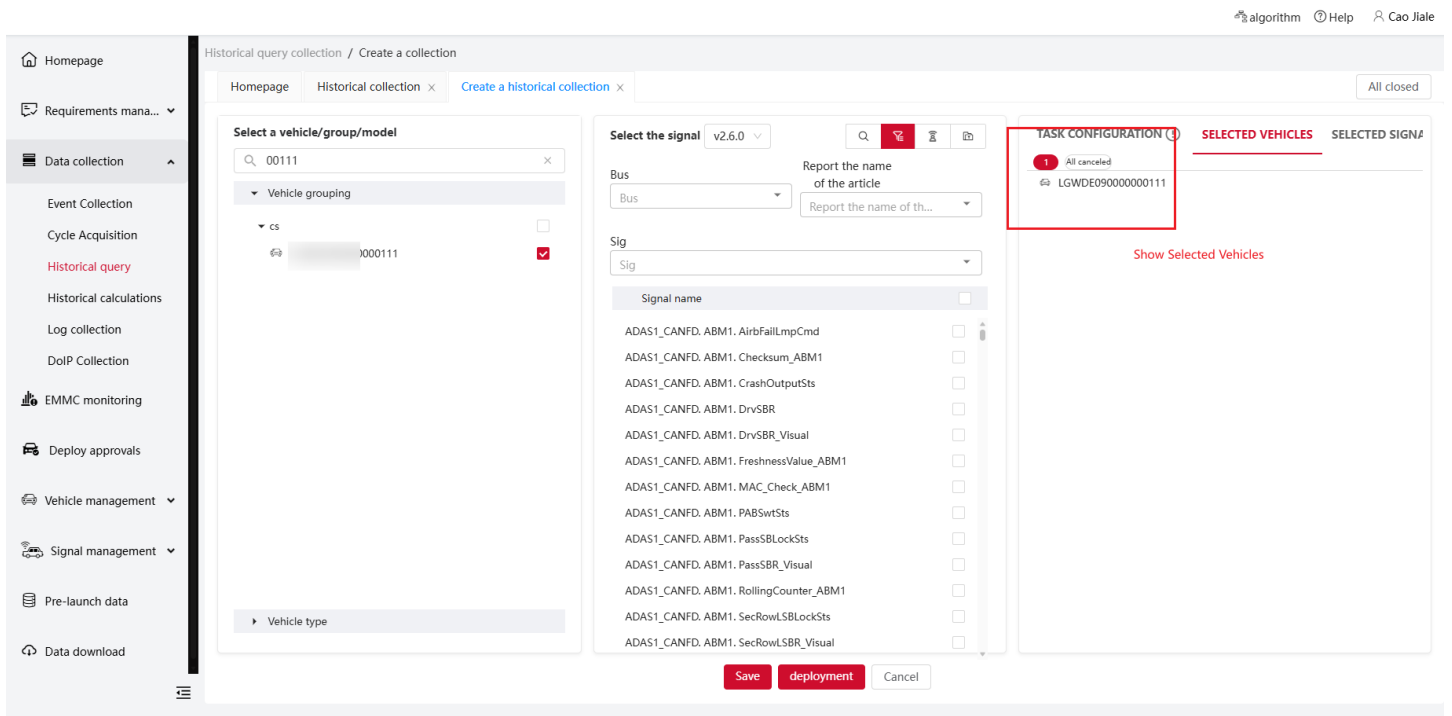 algorithm Help Cao Jiale
Homepage
Requirements mana...
Data collection
Event Collection
Cycle Acquisition
Historical query
Historical calculations
Log collection
DoIP Collection
EMMC monitoring
Deploy approvals
Vehicle management
Signal management
Pre-launch data
Data download
Historical query collection / Create a collection
Homepage Historical collection × Create a historical collection × All closed
Select a vehicle/group/model
00111
Vehicle grouping
cs
000111
Vehicle type
Select the signal v2.6.0
Bus
Bus
Report the name
of the article
Report the name of th...
Sig
Sig
Signal name
ADAS1_CANFD. ABM1. AirbFailLmpCmd
ADAS1_CANFD. ABM1. Checksum_ABM1
ADAS1_CANFD. ABM1. CrashOutputSts
ADAS1_CANFD. ABM1. DrvSBR
ADAS1_CANFD. ABM1. DrvSBR_Visual
ADAS1_CANFD. ABM1. FreshnessValue_ABM1
ADAS1_CANFD. ABM1. MAC_Check_ABM1
ADAS1_CANFD. ABM1. PABSwtSts
ADAS1_CANFD. ABM1. PassSBLockSts
ADAS1_CANFD. ABM1. PassSBR_Visual
ADAS1_CANFD. ABM1. RollingCounter_ABM1
ADAS1_CANFD. ABM1. SecRowLSBLockSts
ADAS1_CANFD. ABM1. SecRowLSBR_Visual
TASK CONFIGURATION (5) SELECTED VEHICLES SELECTED SIGNA
1 All canceled
LGWDE090000000111
Show Selected Vehicles
Save deployment Cancel